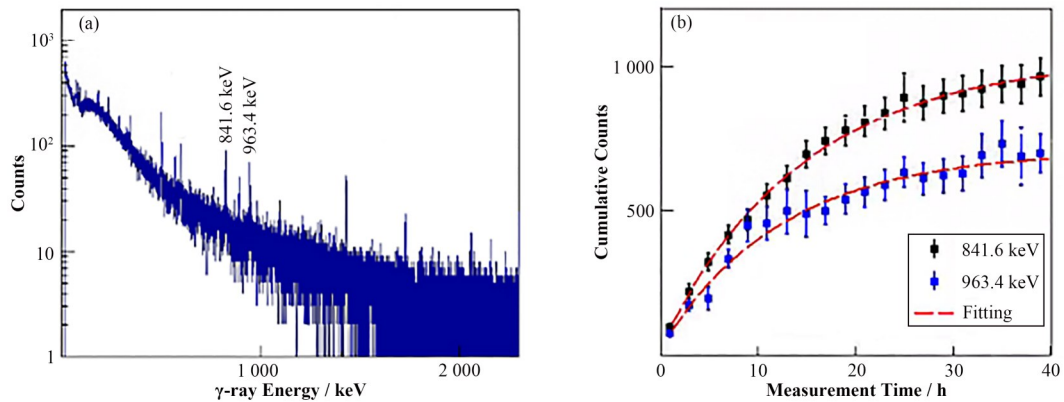 (a)
10³
10²
10
1
Counts
841.6 keV
963.4 keV
1 000
2 000
γ-ray Energy / keV
(b)
1 000
500
Cumulative Counts
841.6 keV
963.4 keV
Fitting
0
10
20
30
40
Measurement Time / h